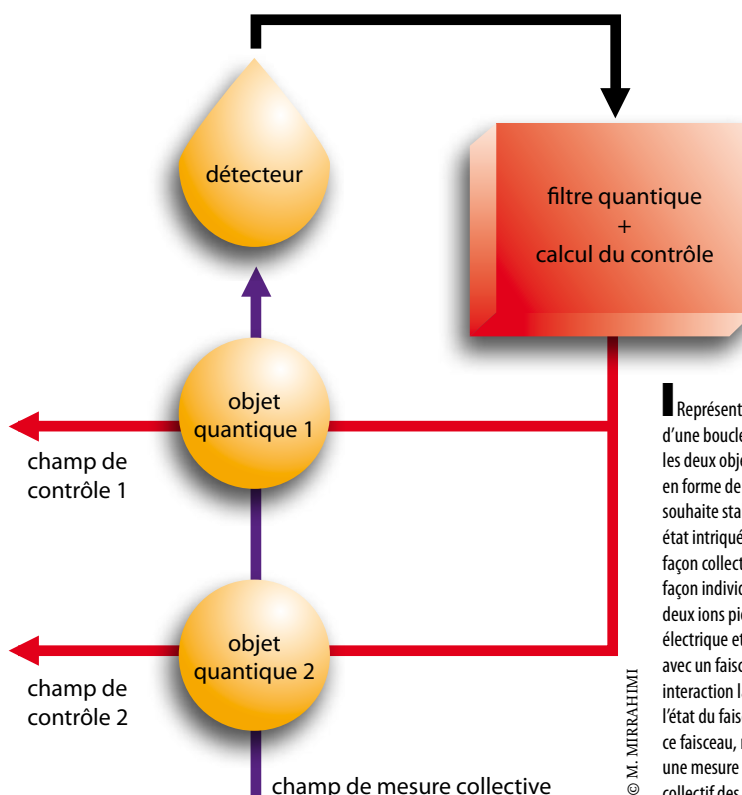 détecteur
filtre quantique
+
calcul du contrôle
objet
quantique 1
champ de
contrôle 1
objet
quantique 2
champ de
contrôle 2
champ de mesure collective
© M. MIRRAHIMI
Représent
d'une boucle
les deux obje
en forme de
souhaite sta
état intriqué
façon collect
façon individ
deux ions pié
électrique et
avec un faisc
interaction l
l'état du fais
ce faisceau, 
une mesure
collectif des